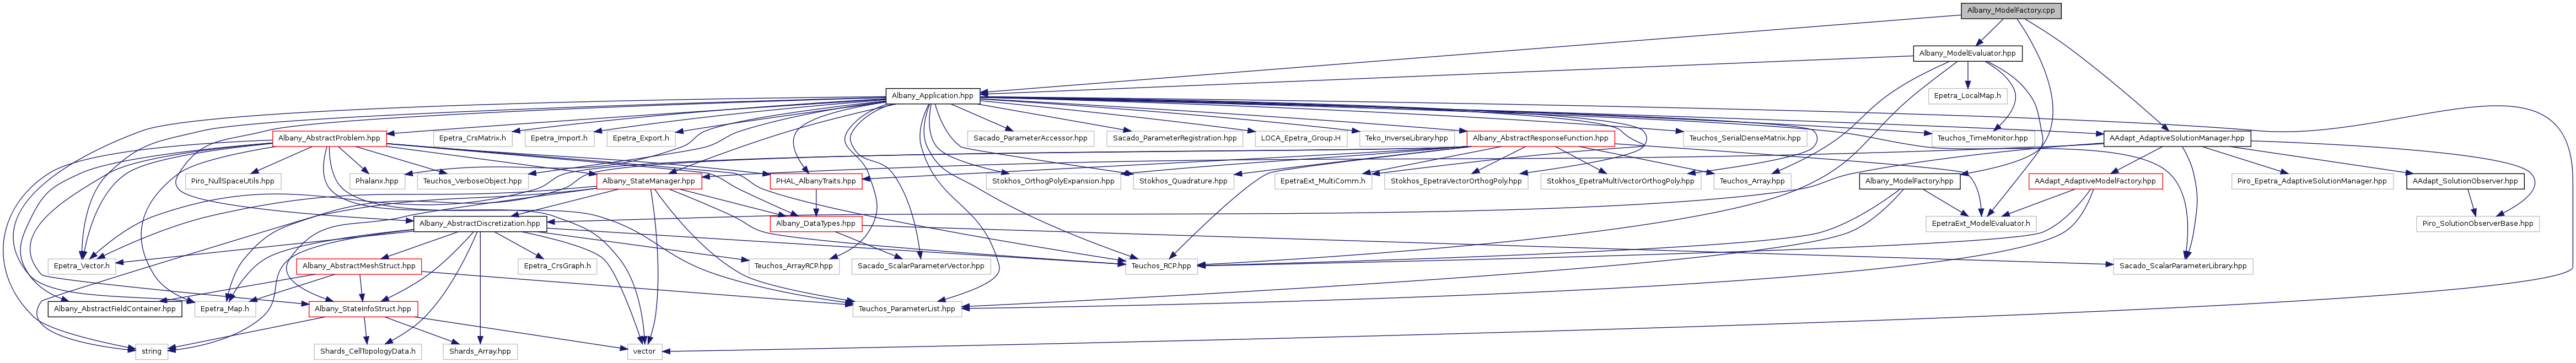 Albany_ModelFactory.cpp
Albany_ModelEvaluator.hpp
Albany_Application.hpp
Epetra_LocalMap.h
Albany_AbstractProblem.hpp
Epetra_CrsMatrix.h
Epetra_Import.h
Epetra_Export.h
Sacado_ParameterAccessor.hpp
Sacado_ParameterRegistration.hpp
LOCA_Epetra_Group.H
Teko_InverseLibrary.hpp
Albany_AbstractResponseFunction.hpp
Teuchos_SerialDenseMatrix.hpp
Teuchos_TimeMonitor.hpp
AAdapt_AdaptiveSolutionManager.hpp
Piro_NullSpaceUtils.hpp
Phalanx.hpp
Teuchos_VerboseObject.hpp
Albany_StateManager.hpp
PHAL_AlbanyTraits.hpp
Stokhos_OrthogPolyExpansion.hpp
Stokhos_Quadrature.hpp
EpetraExt_MultiComm.h
Stokhos_EpetraVectorOrthogPoly.hpp
Stokhos_EpetraMultiVectorOrthogPoly.hpp
Teuchos_Array.hpp
Albany_ModelFactory.hpp
AAdapt_AdaptiveModelFactory.hpp
Piro_Epetra_AdaptiveSolutionManager.hpp
AAdapt_SolutionObserver.hpp
Albany_AbstractDiscretization.hpp
Albany_DataTypes.hpp
EpetraExt_ModelEvaluator.h
Piro_SolutionObserverBase.hpp
Epetra_Vector.h
Albany_AbstractMeshStruct.hpp
Epetra_CrsGraph.h
Teuchos_ArrayRCP.hpp
Sacado_ScalarParameterVector.hpp
Teuchos_RCP.hpp
Sacado_ScalarParameterLibrary.hpp
Albany_AbstractFieldContainer.hpp
Epetra_Map.h
Albany_StateInfoStruct.hpp
Teuchos_ParameterList.hpp
string
Shards_CellTopologyData.h
Shards_Array.hpp
vector